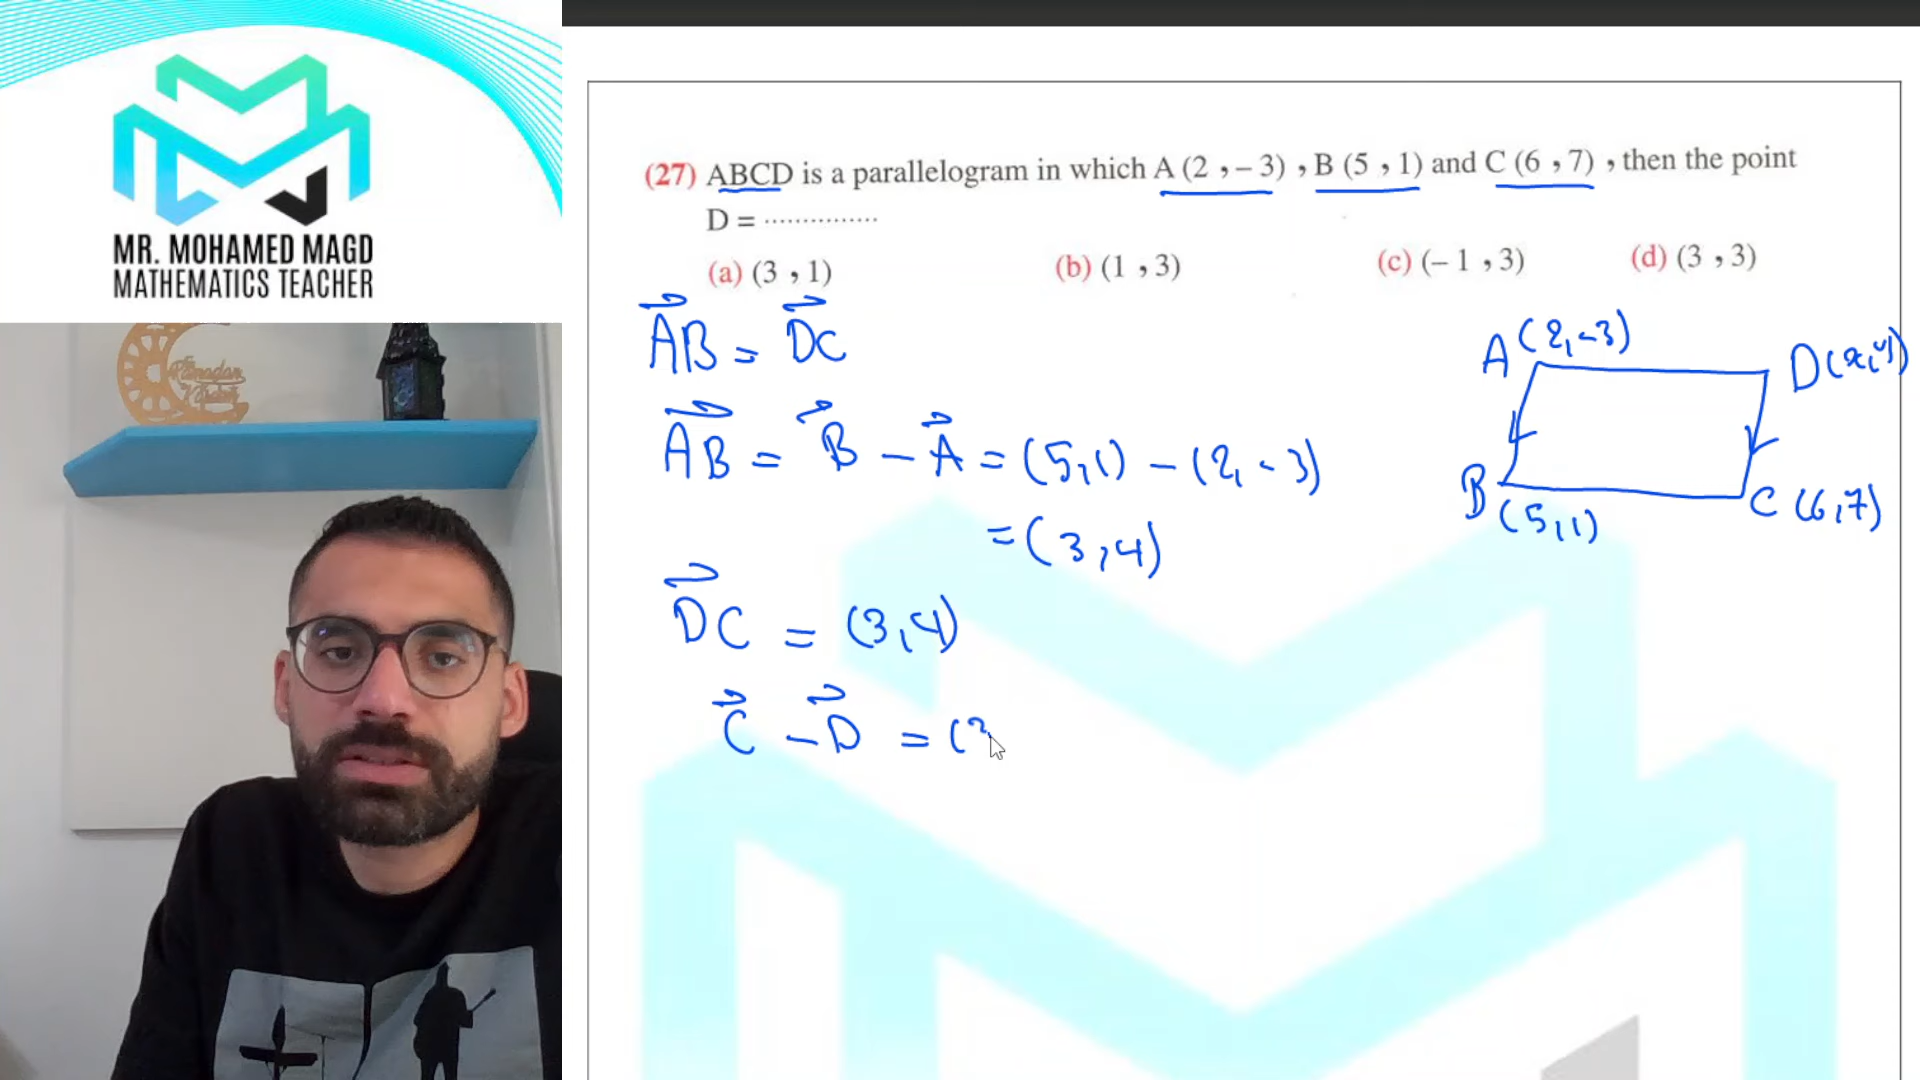 MR. MOHAMED MAGD
MATHEMATICS TEACHER
Ramadan
(27) ABCD is a parallelogram in which A (2 , – 3) , B (5 , 1) and C (6 , 7) , then the point
D = ...............
(a) (3 , 1) (b) (1 , 3) (c) (– 1 , 3) (d) (3 , 3)
AB = DC
AB = B - A = (5,1) - (2, -3)
= (3,4)
DC = (3,4)
C - D = (3,
A (2, -3)
D (x,y)
B (5,1)
C (6,7)